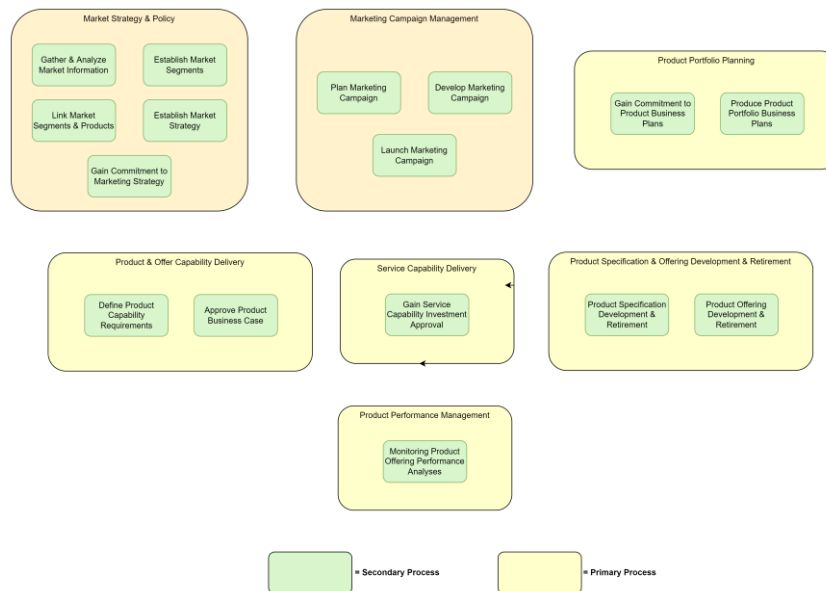 Market Strategy & Policy
Gather & Analyze
Market Information
Establish Market
Segments
Link Market
Segments & Products
Establish Market
Strategy
Gain Commitment to
Marketing Strategy
Marketing Campaign Management
Plan Marketing
Campaign
Develop Marketing
Campaign
Launch Marketing
Campaign
Product Portfolio Planning
Gain Commitment to
Product Business
Plans
Produce Product
Portfolio Business
Plans
Product & Offer Capability Delivery
Define Product
Capability
Requirements
Approve Product
Business Case
Service Capability Delivery
Gain Service
Capability Investment
Approval
Product Specification & Offering Development & Retirement
Product Specification
Development &
Retirement
Product Offering
Development &
Retirement
Product Performance Management
Monitoring Product
Offering Performance
Analyses
= Secondary Process
= Primary Process